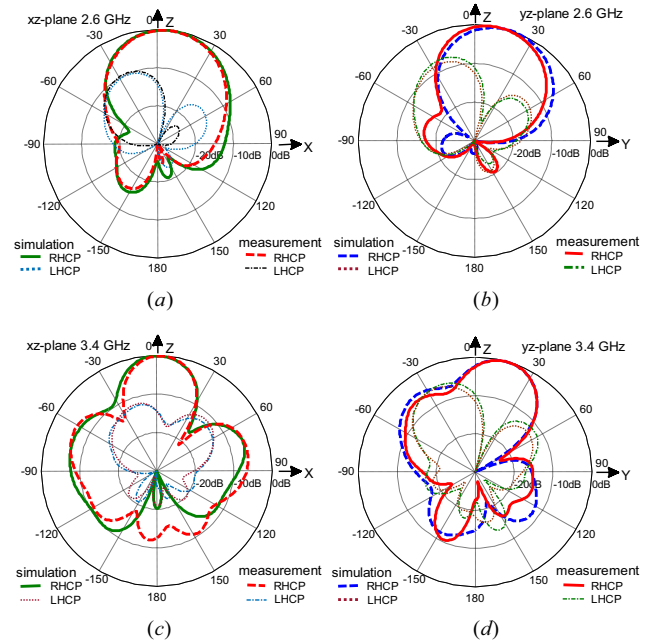 xz-plane 2.6 GHz
0 Z
-30
30
-60
60
-90
90
X
-20dB -10dB 0dB
-120
120
-150
150
180
simulation
RHCP
LHCP
measurement
RHCP
LHCP
(a)
yz-plane 2.6 GHz
0 Z
-30
30
-60
60
-90
90
Y
-20dB -10dB 0dB
-120
120
-150
150
180
simulation
RHCP
LHCP
measurement
RHCP
LHCP
(b)
xz-plane 3.4 GHz
0 Z
-30
30
-60
60
-90
90
X
-20dB -10dB 0dB
-120
120
-150
150
180
simulation
RHCP
LHCP
measurement
RHCP
LHCP
(c)
yz-plane 3.4 GHz
0 Z
-30
30
-60
60
-90
90
Y
-20dB -10dB 0dB
-120
120
-150
150
180
simulation
RHCP
LHCP
measurement
RHCP
LHCP
(d)